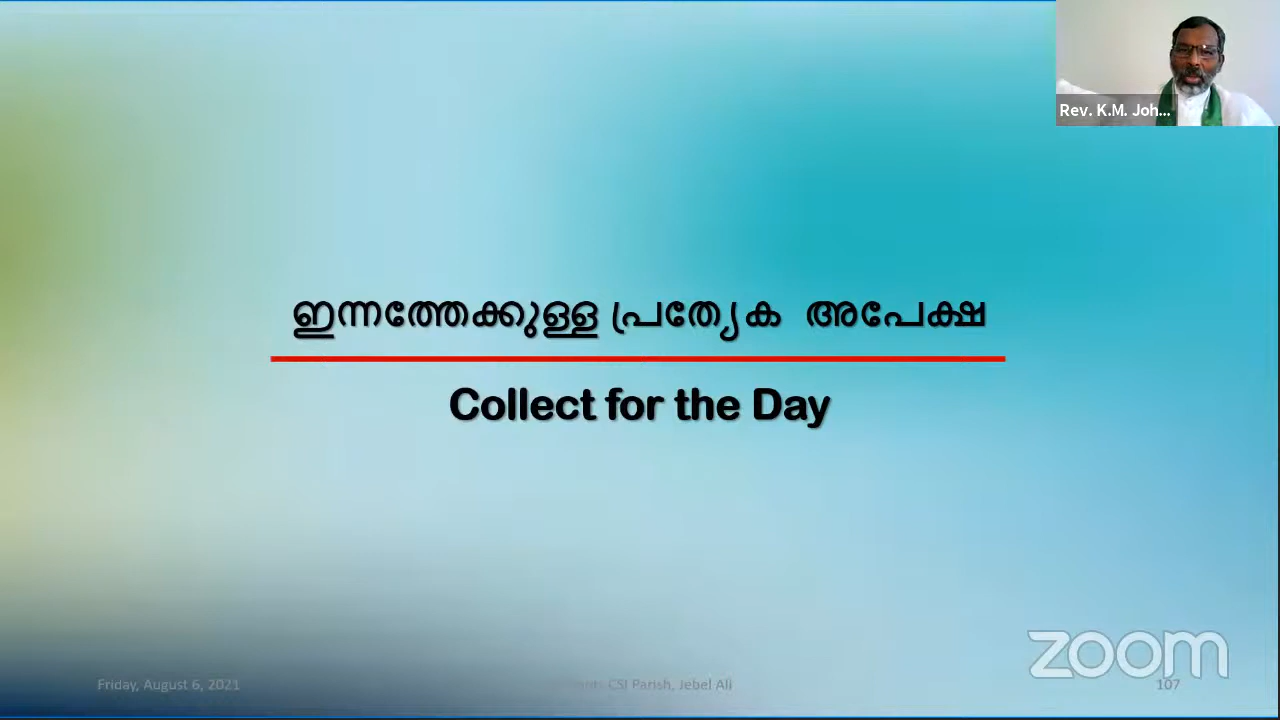 Rev. K.M. Joh...
ഇന്നത്തേക്കുള്ള പ്രത്യേക അപേക്ഷ
Collect for the Day
zoom
Friday, August 6, 2021
CSI Parish, Jebel Ali
107